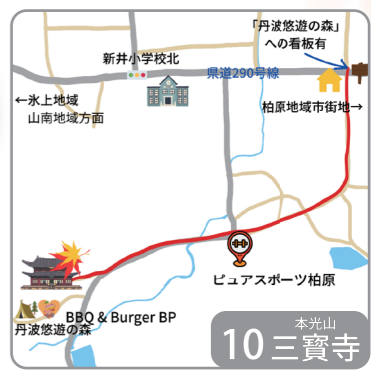 「丹波悠遊の森」
への看板有
新井小学校北
県道290号線
←氷上地域
山南地域方面
柏原地域市街地→
ピュアスポーツ柏原
BBQ & Burger BP
丹波悠遊の森
本光山
10 三寳寺